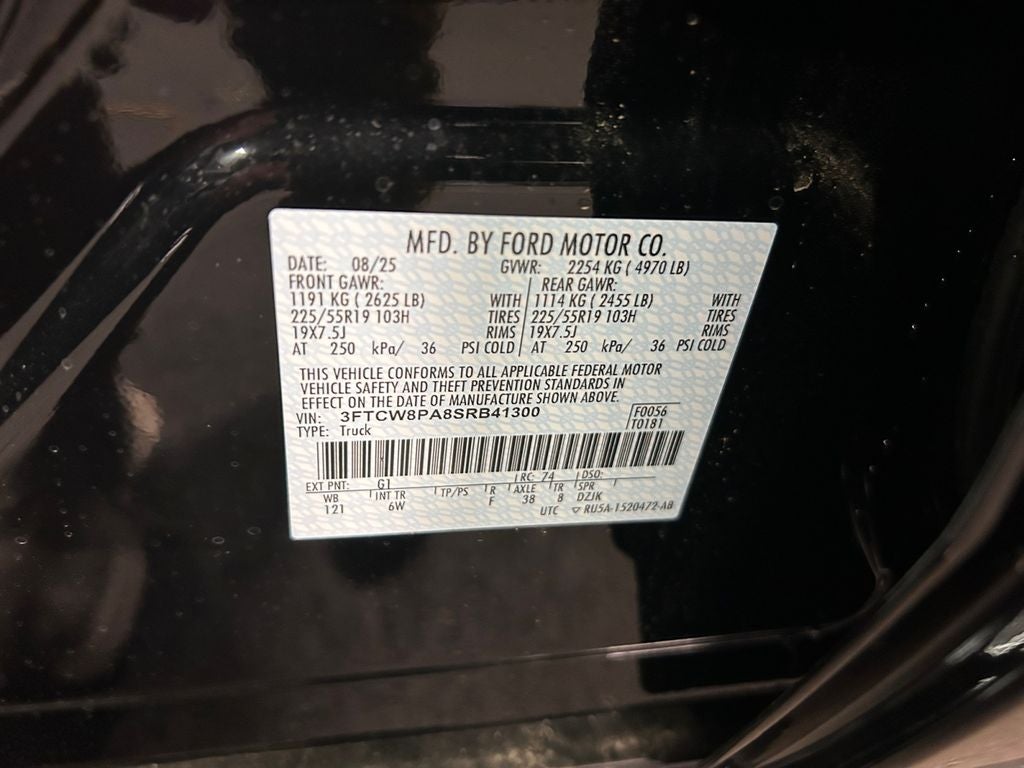 MFD. BY FORD MOTOR CO.
DATE: 08/25 GVWR: 2254 KG ( 4970 LB)
FRONT GAWR: REAR GAWR:
1191 KG ( 2625 LB) WITH 1114 KG ( 2455 LB) WITH
225/55R19 103H TIRES 225/55R19 103H TIRES
19X7.5J RIMS 19X7.5J RIMS
AT 250 kPa/ 36 PSI COLD AT 250 kPa/ 36 PSI COLD
THIS VEHICLE CONFORMS TO ALL APPLICABLE FEDERAL MOTOR
VEHICLE SAFETY AND THEFT PREVENTION STANDARDS IN
EFFECT ON THE DATE OF MANUFACTURE SHOWN ABOVE.
VIN: 3FTCW8PA8SRB41300 F0056
TYPE: Truck T0181
EXT PNT: G1 RC: 74 DSO:
WB INT TR TP/PS R AXLE TR SPR
121 6W F 38 8 DZJK
UTC ▽ RU5A-1520472-AB